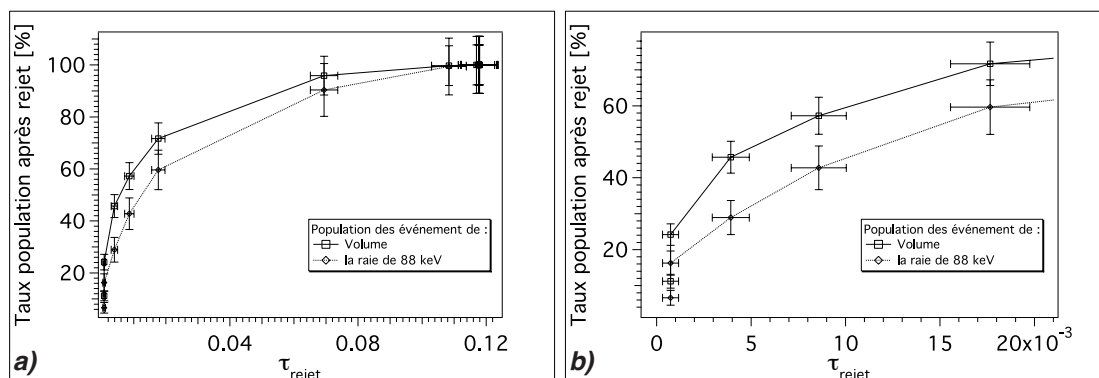 Taux population après rejet [%]
100
80
60
40
20
Population des événement de :
Volume
la raie de 88 keV
0.04
0.08
0.12
a)
τrejet
Taux population après rejet [%]
60
40
20
Population des événement de :
Volume
la raie de 88 keV
0
5
10
15
20x10-3
b)
τrejet